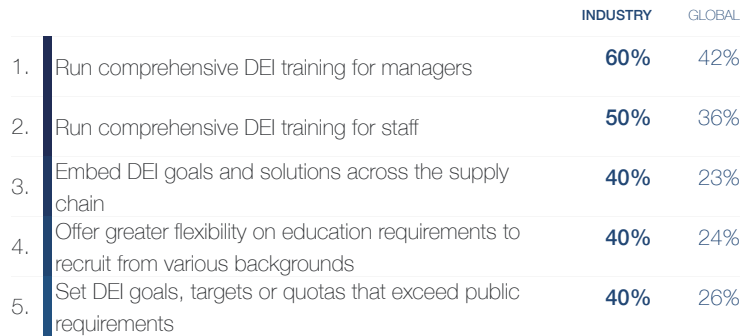 INDUSTRY GLOBAL
1. Run comprehensive DEI training for managers 60% 42%
2. Run comprehensive DEI training for staff 50% 36%
3. Embed DEI goals and solutions across the supply
chain 40% 23%
4. Offer greater flexibility on education requirements to
recruit from various backgrounds 40% 24%
5. Set DEI goals, targets or quotas that exceed public
requirements 40% 26%